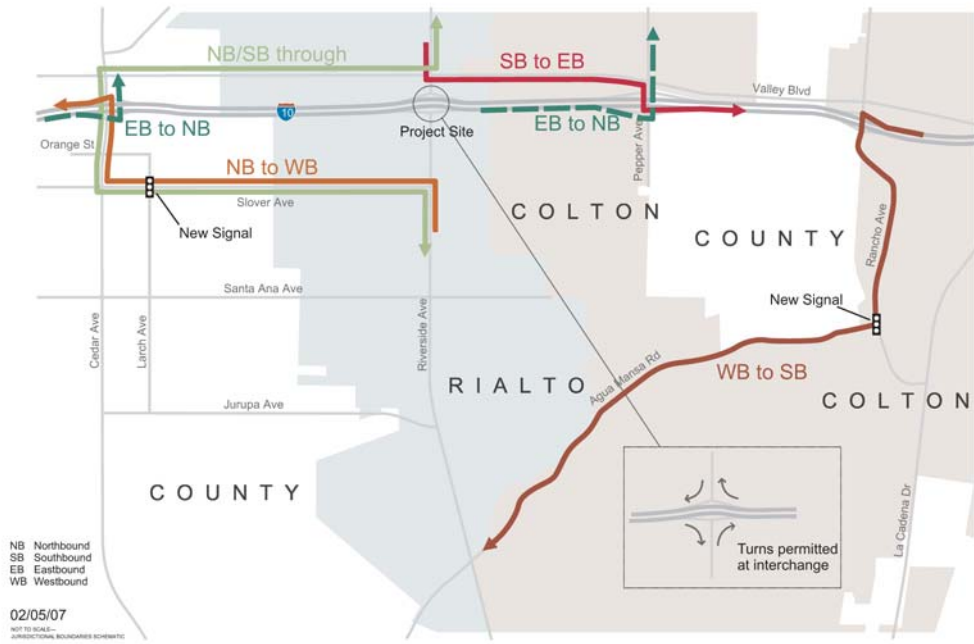 NB/SB through
SB to EB
Valley Blvd
10
EB to NB
Project Site
EB to NB
Orange St
Pepper Ave
NB to WB
Slover Ave
New Signal
COLTON
COUNTY
Rancho Ave
Santa Ana Ave
New Signal
Cedar Ave
Larch Ave
Riverside Ave
Agua Mansa Rd
WB to SB
RIALTO
COLTON
Jurupa Ave
COUNTY
La Cadena Dr
Turns permitted
at interchange
NB Northbound
SB Southbound
EB Eastbound
WB Westbound
02/05/07
NOT TO SCALE—
JURISDICTIONAL BOUNDARIES SCHEMATIC